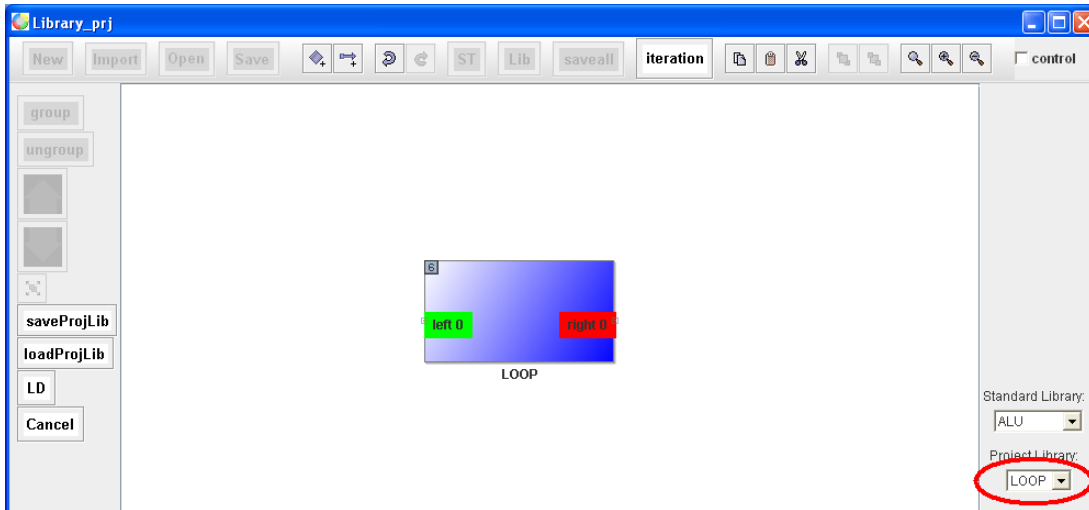 Library_prj
New Import Open Save ST Lib saveall iteration control
group
ungroup
saveProjLib
loadProjLib
LD
Cancel
6
left 0 right 0
LOOP
Standard Library:
ALU
Project Library:
LOOP